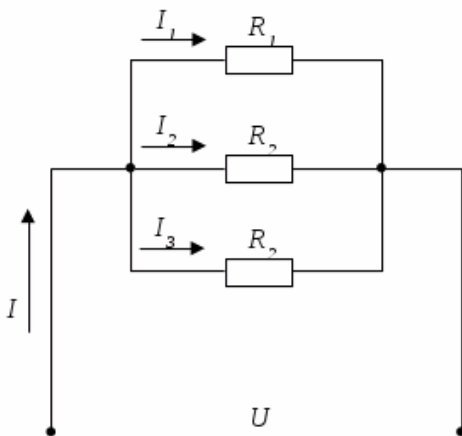 I₁ R₁
I₂ R₂
I₃ R₂
I
U